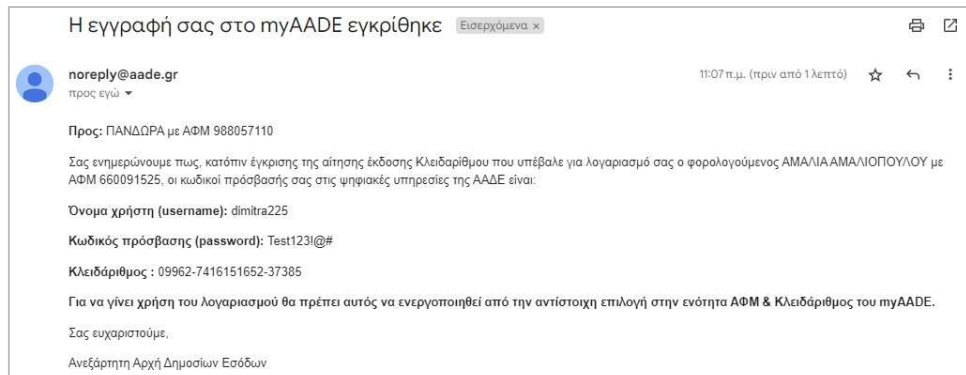 Η εγγραφή σας στο myAADE εγκρίθηκε Εισερχόμενα ×
noreply@aade.gr 11:07 π.μ. (πριν από 1 λεπτό)
προς εγώ
Προς: ΠΑΝΔΩΡΑ με ΑΦΜ 988057110
Σας ενημερώνουμε πως, κατόπιν έγκρισης της αίτησης έκδοσης Κλειδαρίθμου που υπέβαλε για λογαριασμό σας ο φορολογούμενος ΑΜΑΛΙΑ ΑΜΑΛΙΟΠΟΥΛΟΥ με
ΑΦΜ 660091525, οι κωδικοί πρόσβασής σας στις ψηφιακές υπηρεσίες της ΑΑΔΕ είναι:
Όνομα χρήστη (username): dimitra225
Κωδικός πρόσβασης (password): Test123!@#
Κλειδάριθμος : 09962-7416151652-37385
Για να γίνει χρήση του λογαριασμού θα πρέπει αυτός να ενεργοποιηθεί από την αντίστοιχη επιλογή στην ενότητα ΑΦΜ & Κλειδάριθμος του myAADE.
Σας ευχαριστούμε,
Ανεξάρτητη Αρχή Δημοσίων Εσόδων